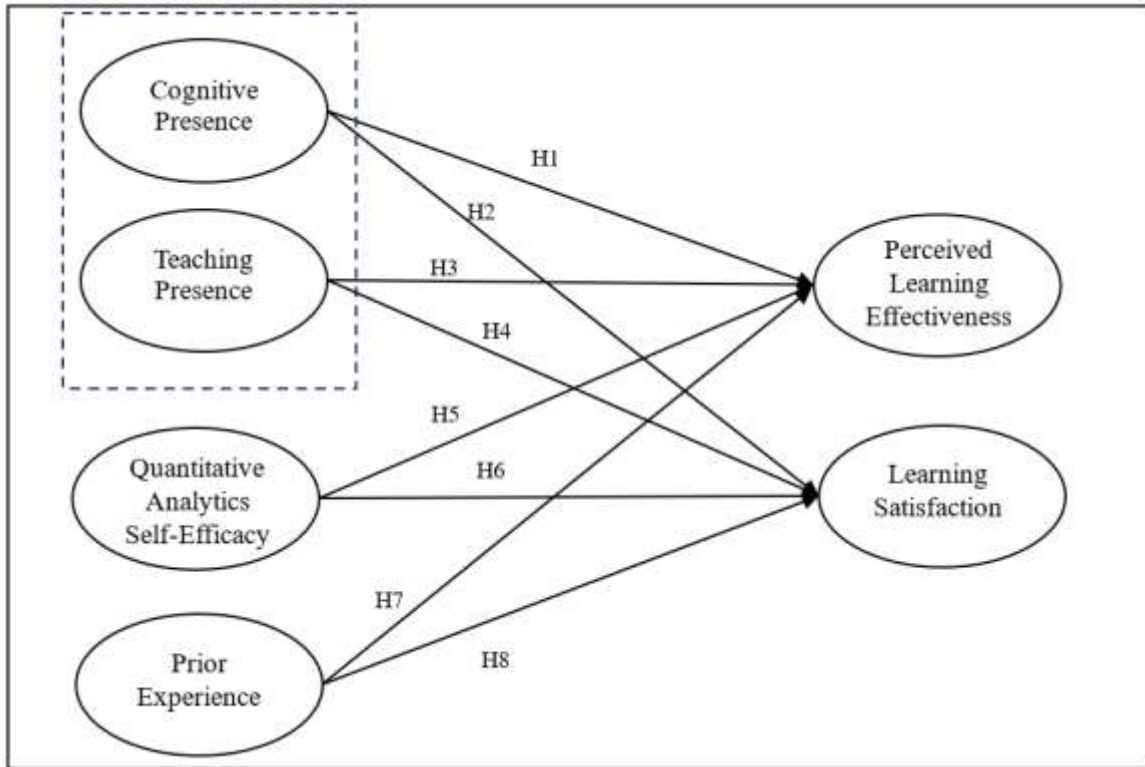 Cognitive
Presence
H1
H2
Teaching
Presence
H3
Perceived
Learning
Effectiveness
H4
H5
Quantitative
Analytics
Self-Efficacy
H6
Learning
Satisfaction
H7
Prior
Experience
H8